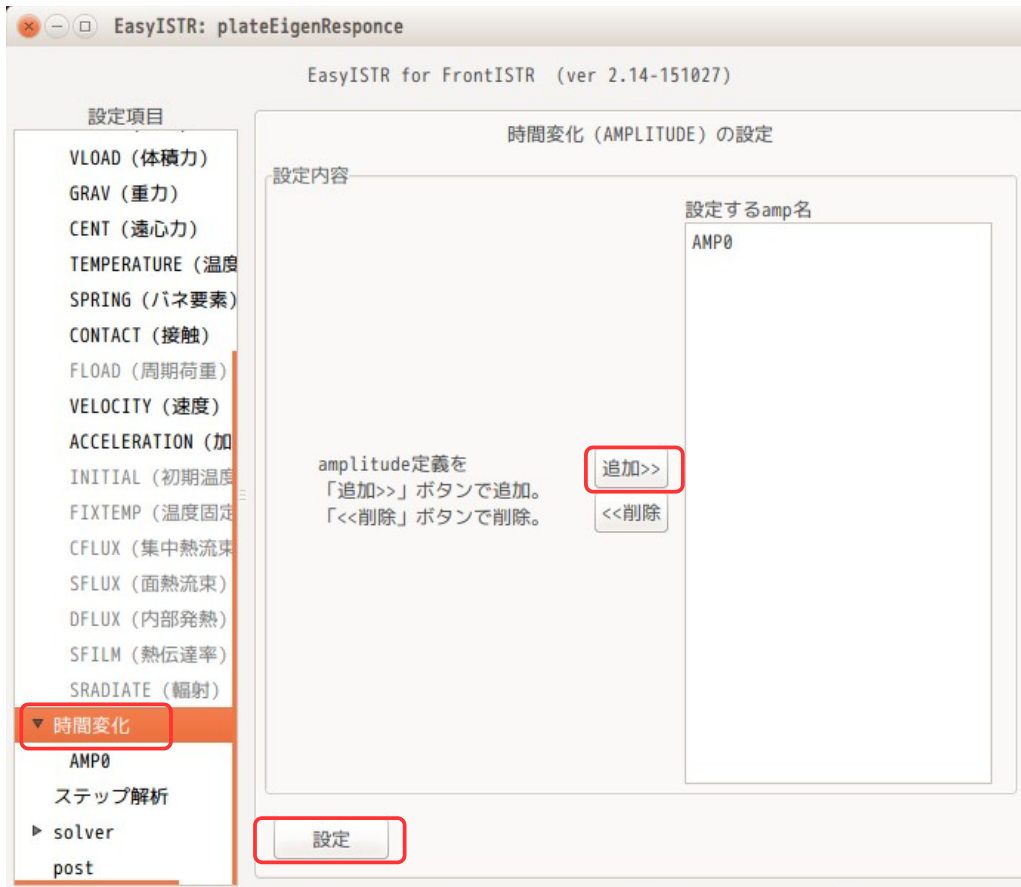 EasyISTR: plateEigenResponce
EasyISTR for FrontISTR (ver 2.14-151027)
設定項目
VLOAD (体積力)
GRAV (重力)
CENT (遠心力)
TEMPERATURE (温度
SPRING (バネ要素)
CONTACT (接触)
FLOAD (周期荷重)
VELOCITY (速度)
ACCELERATION (加
INITIAL (初期温度
FIXTEMP (温度固定
CFLUX (集中熱流束
SFLUX (面熱流束)
DFLUX (内部発熱)
SFILM (熱伝達率)
SRADIATE (輻射)
時間変化
AMP0
ステップ解析
solver
post
時間変化 (AMPLITUDE) の設定
設定内容
amplitude定義を
「追加>>」ボタンで追加。
「<<削除」ボタンで削除。
追加>>
<<削除
設定するamp名
AMP0
設定